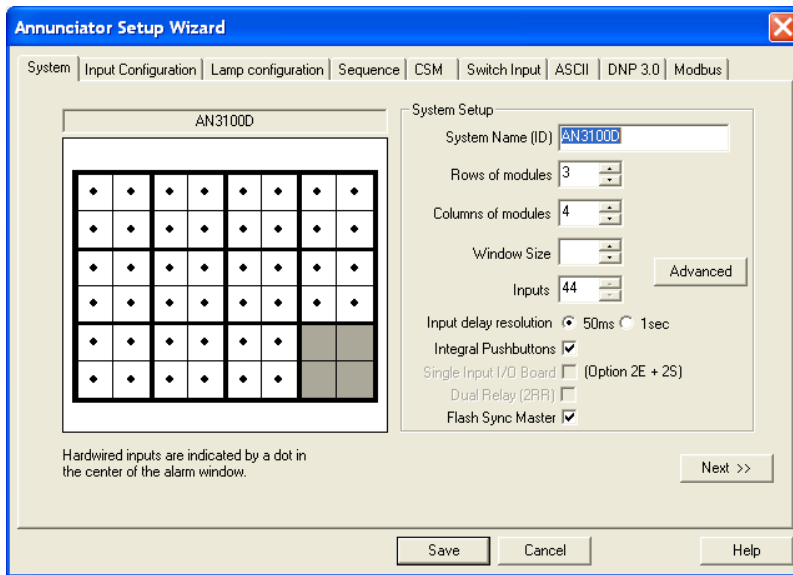 Annunciator Setup Wizard
System Input Configuration Lamp configuration Sequence CSM Switch Input ASCII DNP 3.0 Modbus
AN3100D
Hardwired inputs are indicated by a dot in
the center of the alarm window.
System Setup
System Name (ID) AN3100D
Rows of modules 3
Columns of modules 4
Window Size
Advanced
Inputs 44
Input delay resolution 50ms 1sec
Integral Pushbuttons
Single Input I/O Board (Option 2E + 2S)
Dual Relay (2RR)
Flash Sync Master
Next >>
Save Cancel Help